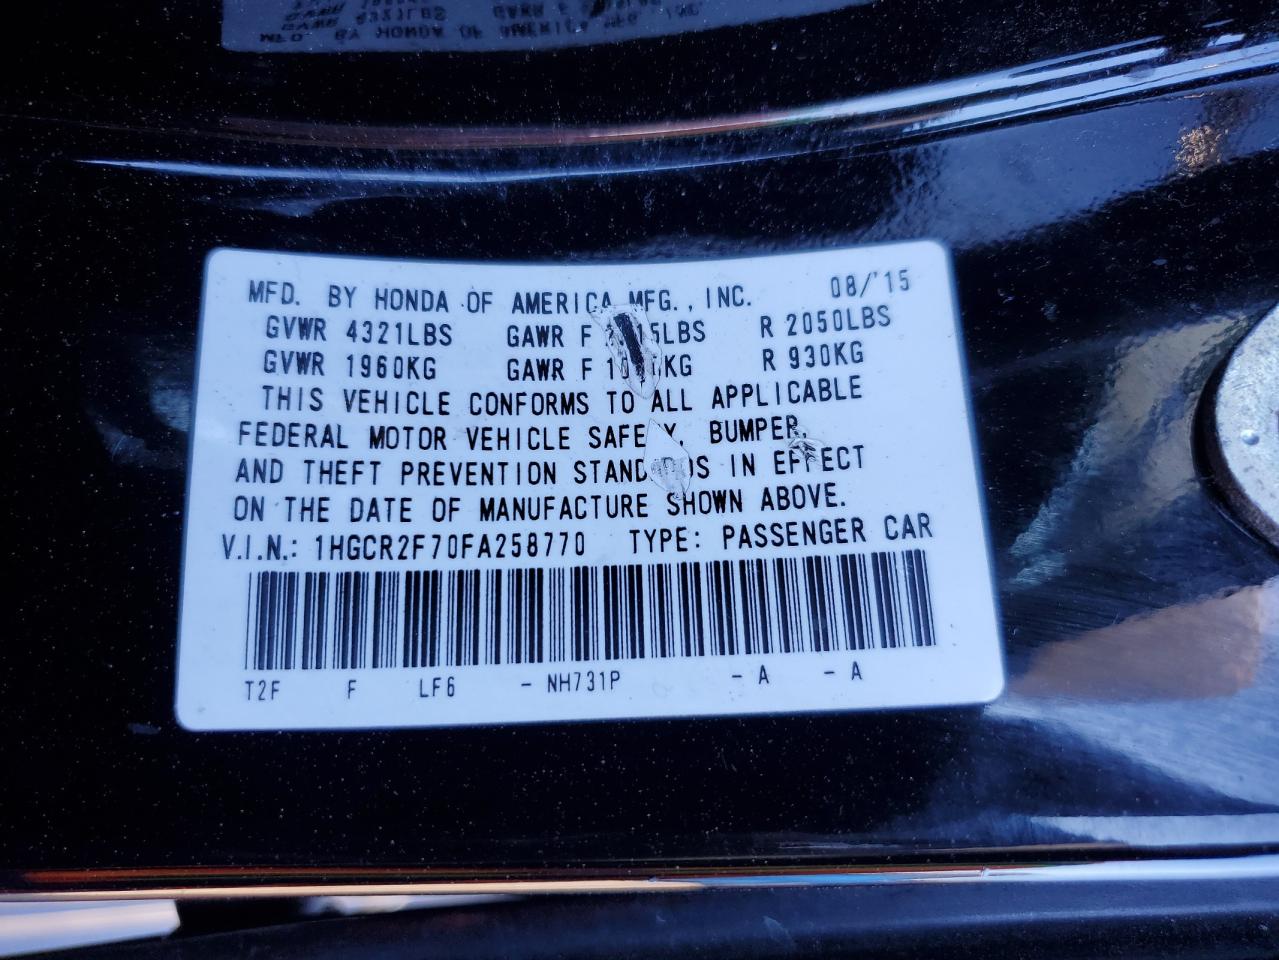 MFD. BY HONDA OF AMERICA MFG., INC. 08/'15
GVWR 4321LBS GAWR F R 2050LBS
GVWR 1960KG GAWR F R 930KG
THIS VEHICLE CONFORMS TO ALL APPLICABLE
FEDERAL MOTOR VEHICLE SAFETY, BUMPER,
AND THEFT PREVENTION STANDARDS IN EFFECT
ON THE DATE OF MANUFACTURE SHOWN ABOVE.
V.I.N.: 1HGCR2F70FA258770 TYPE: PASSENGER CAR
T2F F LF6 - NH731P - A - A